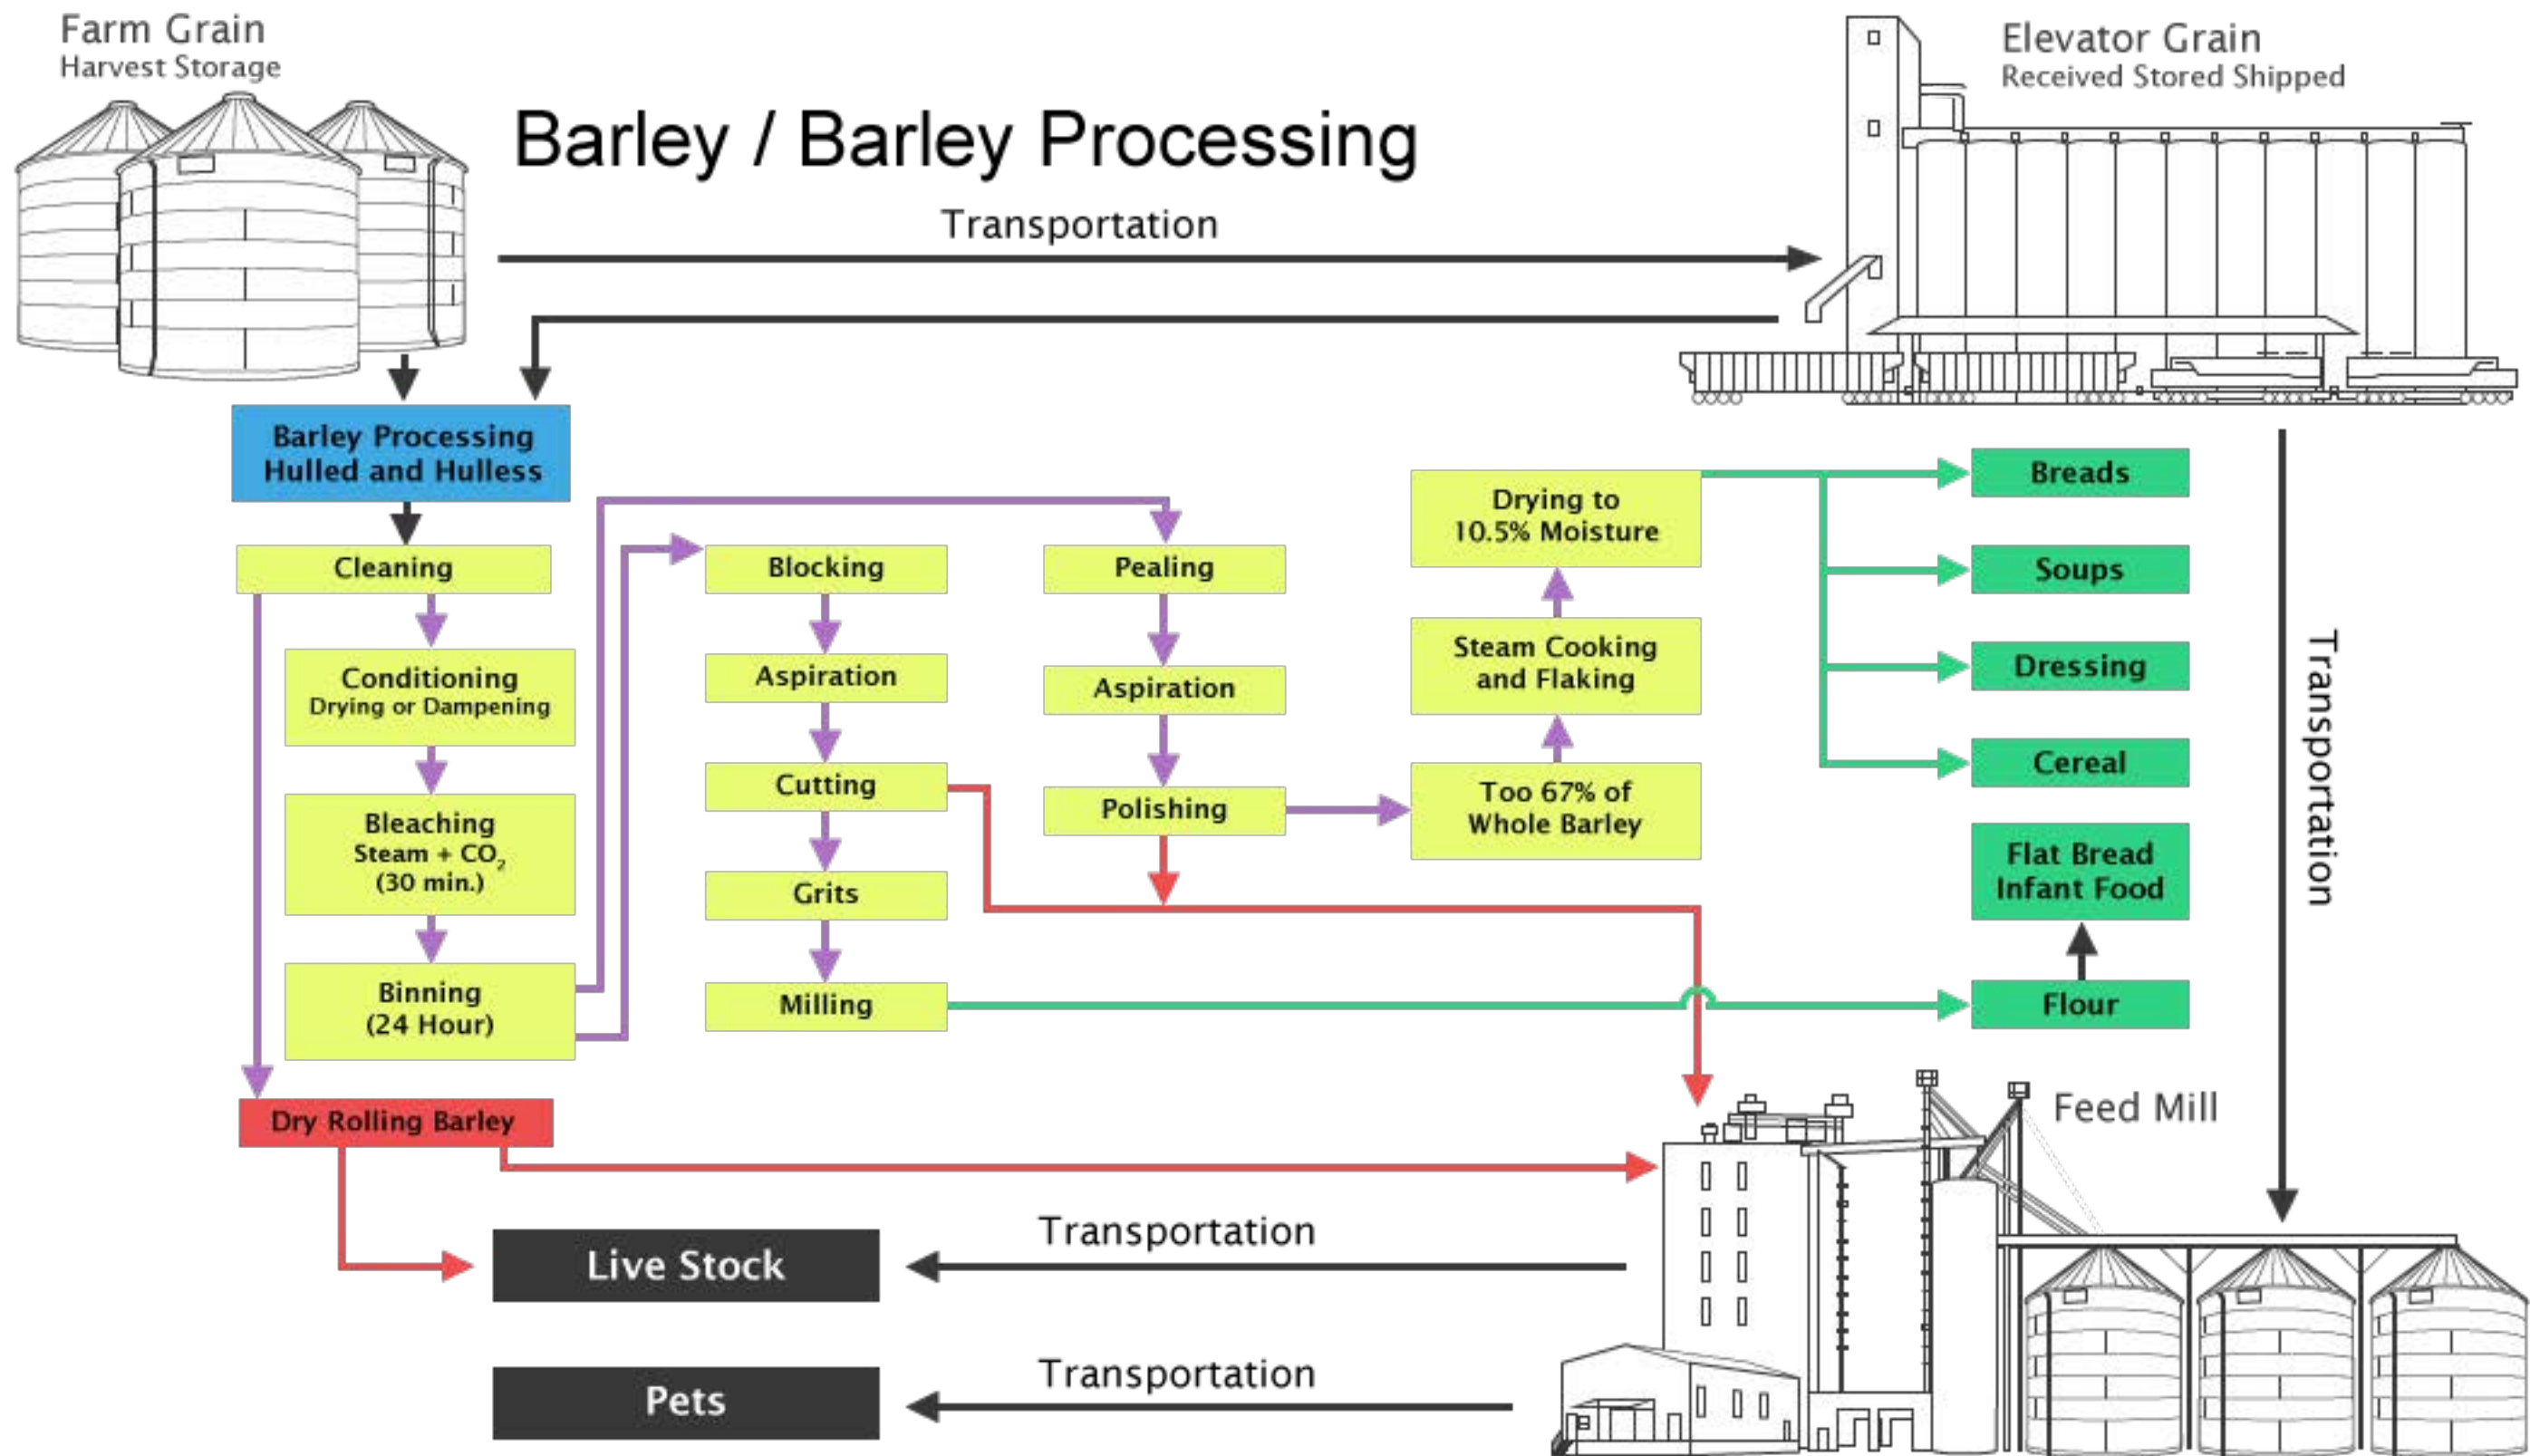 Farm Grain
Harvest Storage
Elevator Grain
Received Stored Shipped
Barley / Barley Processing
Transportation
Barley Processing
Hulled and Hulless
Cleaning
Conditioning
Drying or Dampening
Bleaching
Steam + CO₂
(30 min.)
Binning
(24 Hour)
Blocking
Aspiration
Cutting
Grits
Milling
Pealing
Aspiration
Polishing
Drying to
10.5% Moisture
Steam Cooking
and Flaking
Too 67% of
Whole Barley
Breads
Soups
Dressing
Cereal
Flat Bread
Infant Food
Flour
Transportation
Dry Rolling Barley
Feed Mill
Transportation
Live Stock
Transportation
Pets